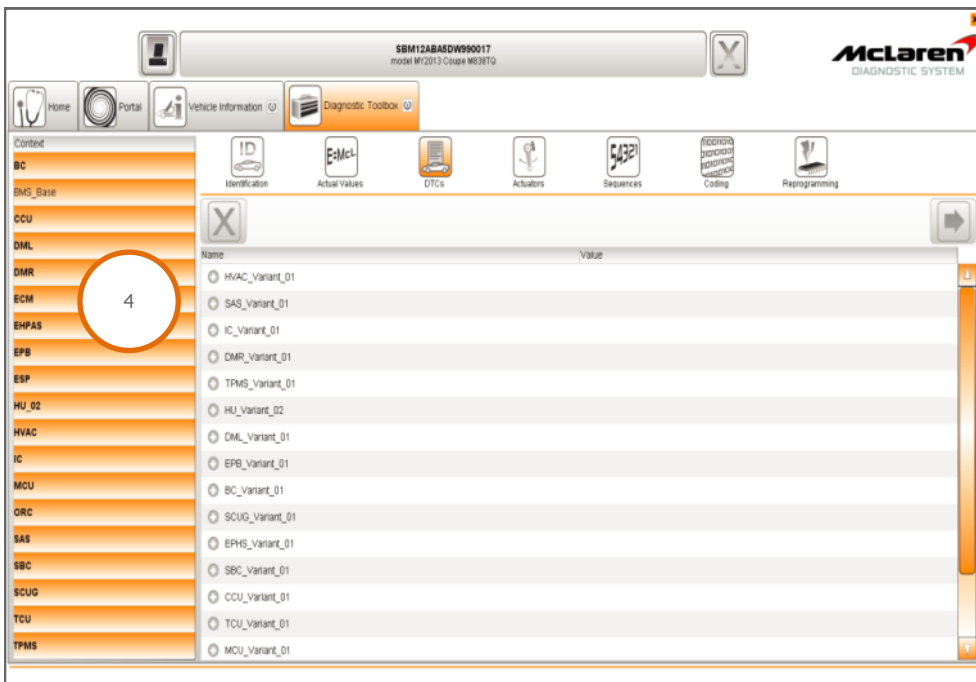 SBM12ABA5DW990017
model MY2013 Coupe M838TQ
McLaren
DIAGNOSTIC SYSTEM
Home
Portal
Vehicle Information
Diagnostic Toolbox
Context
BC
BMS_Base
CCU
DML
DMR
ECM
EHPAS
EPB
ESP
HU_02
HVAC
IC
MCU
ORC
SAS
SBC
SCUG
TCU
TPMS
4
ID
E=McL
54321
Identification
Actual Values
DTCs
Actuators
Sequences
Coding
Reprogramming
X
Name
Value
HVAC_Variant_01
SAS_Variant_01
IC_Variant_01
DMR_Variant_01
TPMS_Variant_01
HU_Variant_02
DML_Variant_01
EPB_Variant_01
BC_Variant_01
SCUG_Variant_01
EPHS_Variant_01
SBC_Variant_01
CCU_Variant_01
TCU_Variant_01
MCU_Variant_01